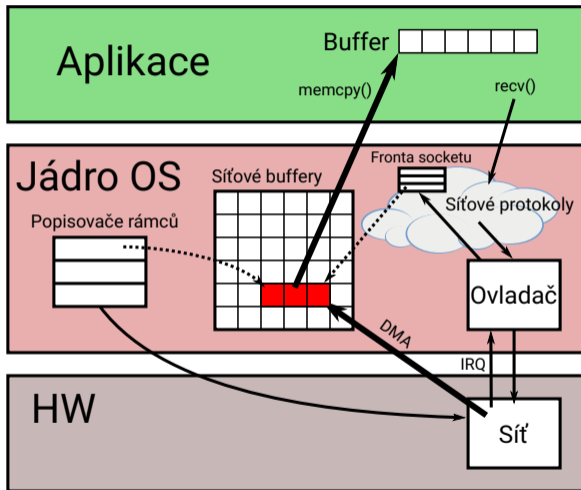 Buffer
Aplikace
memcpy()
recv()
Jádro OS
Síťové buffery
Fronta socketu
Popisovače rámců
Síťové protokoly
Ovladač
DMA
IRQ
HW
Síť